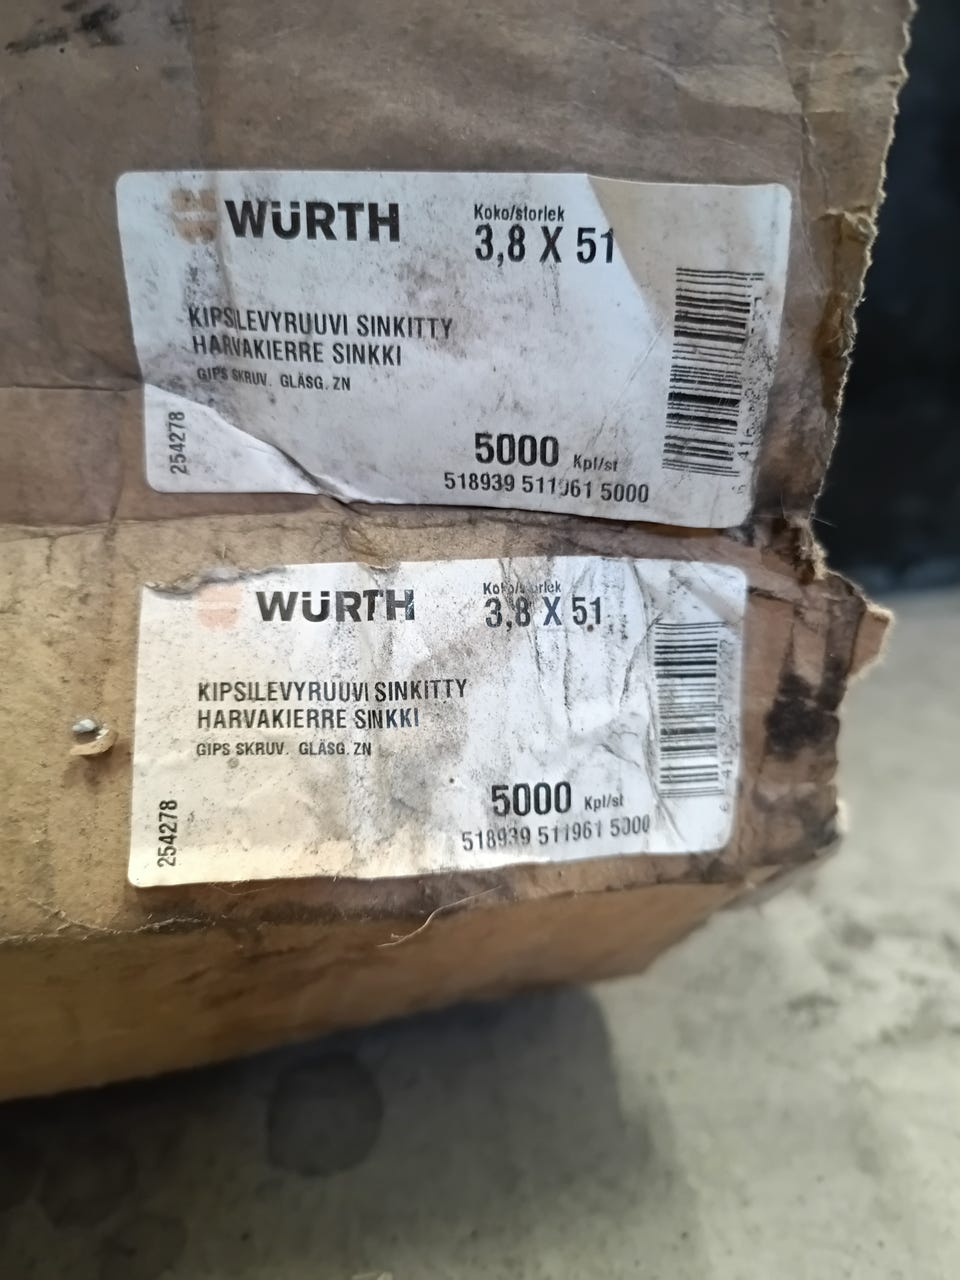 WÜRTH
Koko/storlek
3,8 X 51
KIPSILEVYRUUVI SINKITTY
HARVAKIERRE SINKKI
GIPS SKRUV. GLÄSG. ZN
254278
5000 Kpl/st
518939 511961 5000
WÜRTH
Koko/storlek
3,8 X 51
KIPSILEVYRUUVI SINKITTY
HARVAKIERRE SINKKI
GIPS SKRUV. GLÄSG. ZN
254278
5000 Kpl/st
518939 511961 5000